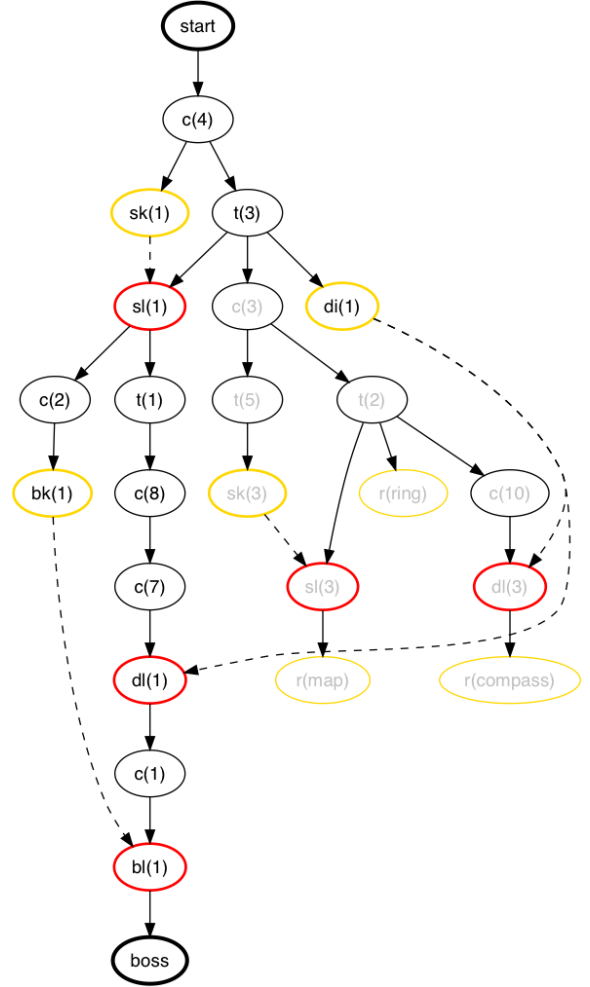 start
c(4)
sk(1) t(3)
sl(1) c(3) di(1)
c(2) t(1) t(5) t(2)
bk(1) c(8) sk(3) r(ring) c(10)
c(7) sl(3) dl(3)
dl(1) r(map) r(compass)
c(1)
bl(1)
boss